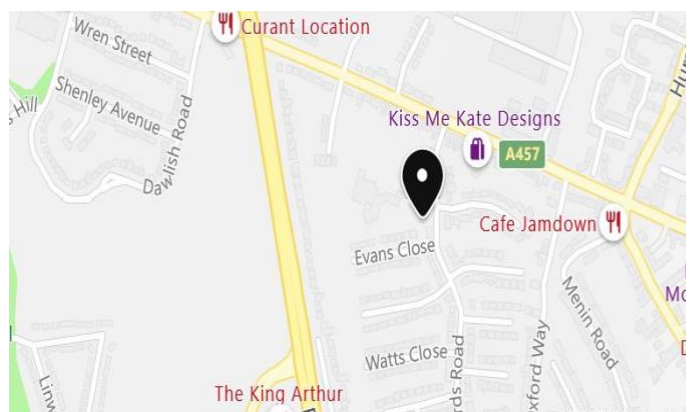 Curant Location
Wren Street
Shenley Avenue
Hill
Dawlish Road
Kiss Me Kate Designs
A457
Cafe Jamdown
Evans Close
Menin Road
Watts Close
The King Arthur